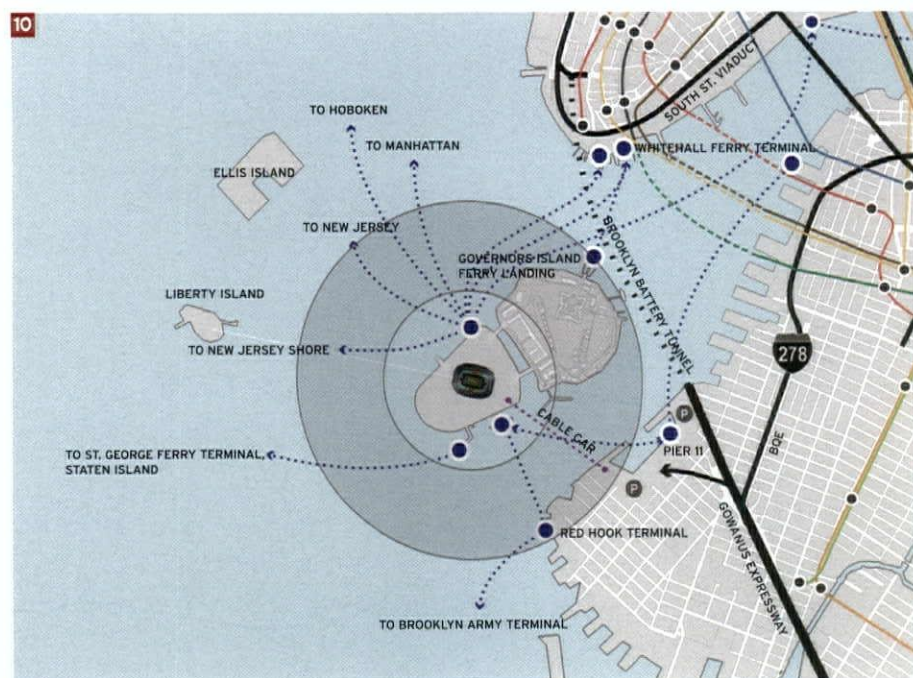 10
SOUTH ST. VIADUCT
TO HOBOKEN
TO MANHATTAN
WHITEHALL FERRY TERMINAL
ELLIS ISLAND
TO NEW JERSEY
BROOKLYN BATTERY TUNNEL
GOVERNORS ISLAND
FERRY LANDING
LIBERTY ISLAND
TO NEW JERSEY SHORE
278
CABLE CAR
P
PIER 11
BQE
TO ST. GEORGE FERRY TERMINAL,
STATEN ISLAND
P
GOWANUS EXPRESSWAY
RED HOOK TERMINAL
TO BROOKLYN ARMY TERMINAL